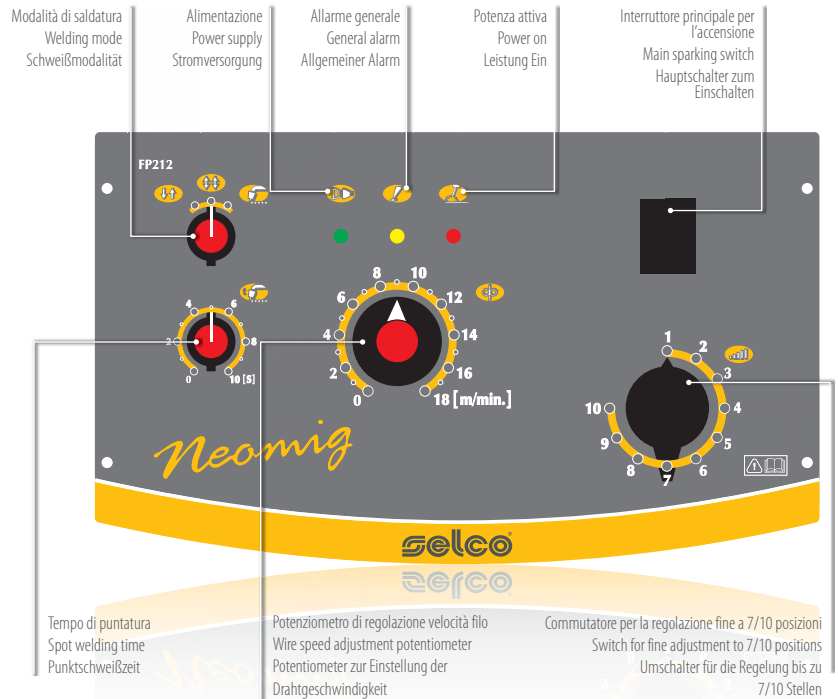 Modalità di saldatura
Welding mode
Schweißmodalität
Alimentazione
Power supply
Stromversorgung
Allarme generale
General alarm
Allgemeiner Alarm
Potenza attiva
Power on
Leistung Ein
Interruttore principale per
l'accensione
Main sparking switch
Hauptschalter zum
Einschalten
FP212
0
2
4
6
8
10 [S]
0
2
4
6
8
10
12
14
16
18 [m/min.]
1
2
3
4
5
6
7
8
9
10
Neomig
selco
Tempo di puntatura
Spot welding time
Punktschweißzeit
Potenziometro di regolazione velocità filo
Wire speed adjustment potentiometer
Potentiometer zur Einstellung der
Drahtgeschwindigkeit
Commutatore per la regolazione fine a 7/10 posizioni
Switch for fine adjustment to 7/10 positions
Umschalter für die Regelung bis zu
7/10 Stellen